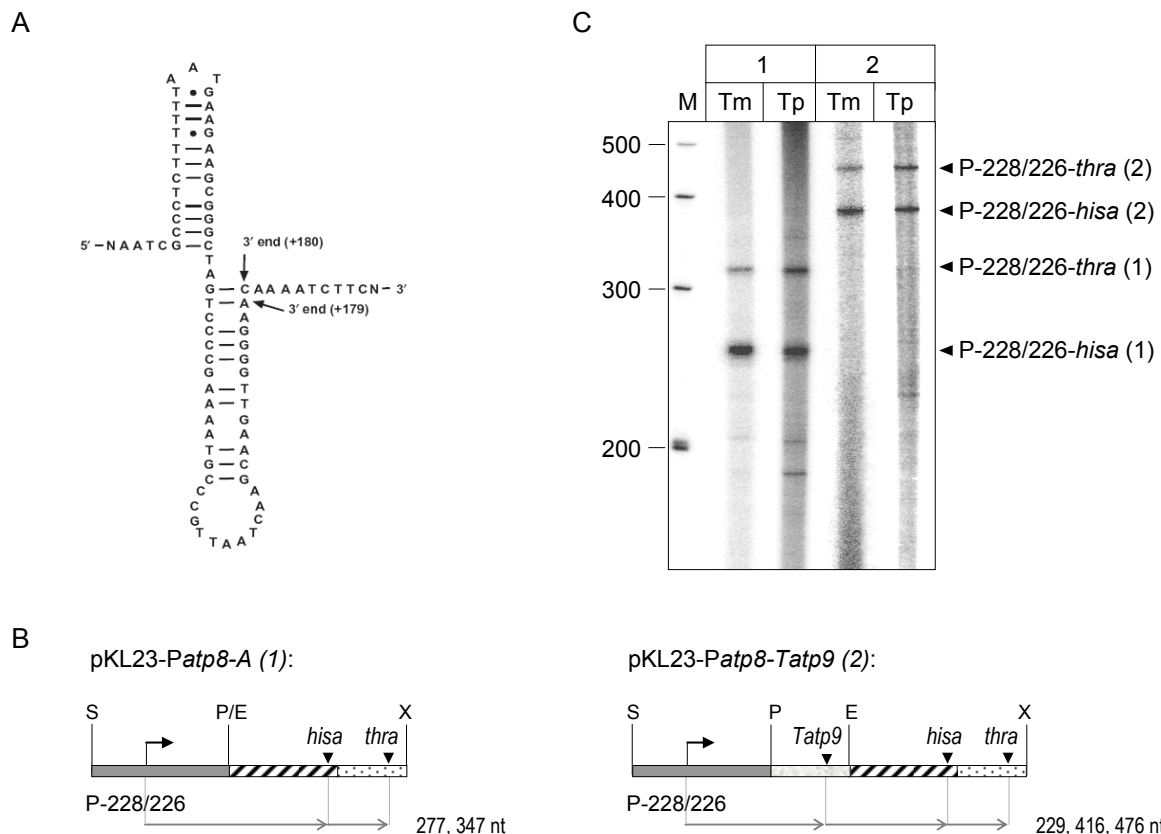 A
A
A T
T G
T A
T A
T G
T A
T A
C G
T C
C G
C G
C G
5′ –N A A T C G C
A 3′ end (+180)
G
T C A A A A T C T T C N– 3′
G A 3′ end (+179)
T A
C G
C G
C G
C G
G T
A T
A G
A A
A A
T C
G G
C A
C A
G C
T T
T A A
C
1 2
M Tm Tp Tm Tp
500
400
300
200
P-228/226-thra (2)
P-228/226-hisa (2)
P-228/226-thra (1)
P-228/226-hisa (1)
B
pKL23-Patp8-A (1):
S P/E X
hisa thra
P-228/226
277, 347 nt
pKL23-Patp8-Tatp9 (2):
S P E X
Tatp9 hisa thra
P-228/226
229, 416, 476 nt